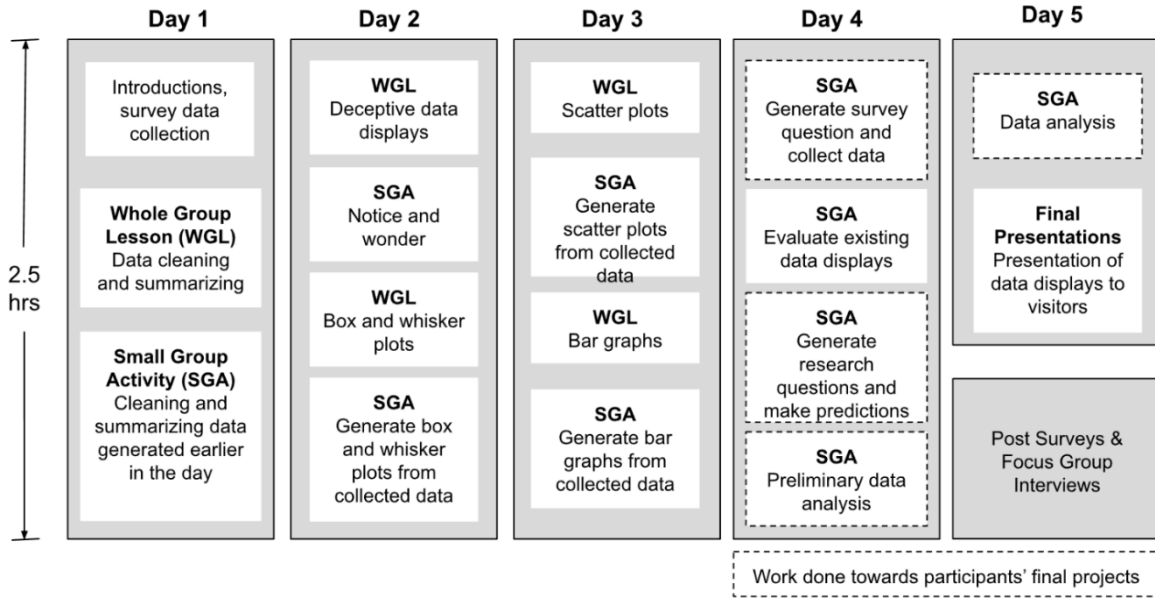 Day 1
Introductions,
survey data
collection
Whole Group
Lesson (WGL)
Data cleaning
and summarizing
Small Group
Activity (SGA)
Cleaning and
summarizing data
generated earlier
in the day
Day 2
WGL
Deceptive data
displays
SGA
Notice and
wonder
WGL
Box and whisker
plots
SGA
Generate box
and whisker
plots from
collected data
Day 3
WGL
Scatter plots
SGA
Generate
scatter plots
from collected
data
WGL
Bar graphs
SGA
Generate bar
graphs from
collected data
Day 4
SGA
Generate survey
question and
collect data
SGA
Evaluate existing
data displays
SGA
Generate
research
questions and
make predictions
SGA
Preliminary data
analysis
Day 5
SGA
Data analysis
Final
Presentations
Presentation of
data displays to
visitors
Post Surveys &
Focus Group
Interviews
2.5
hrs
Work done towards participants' final projects